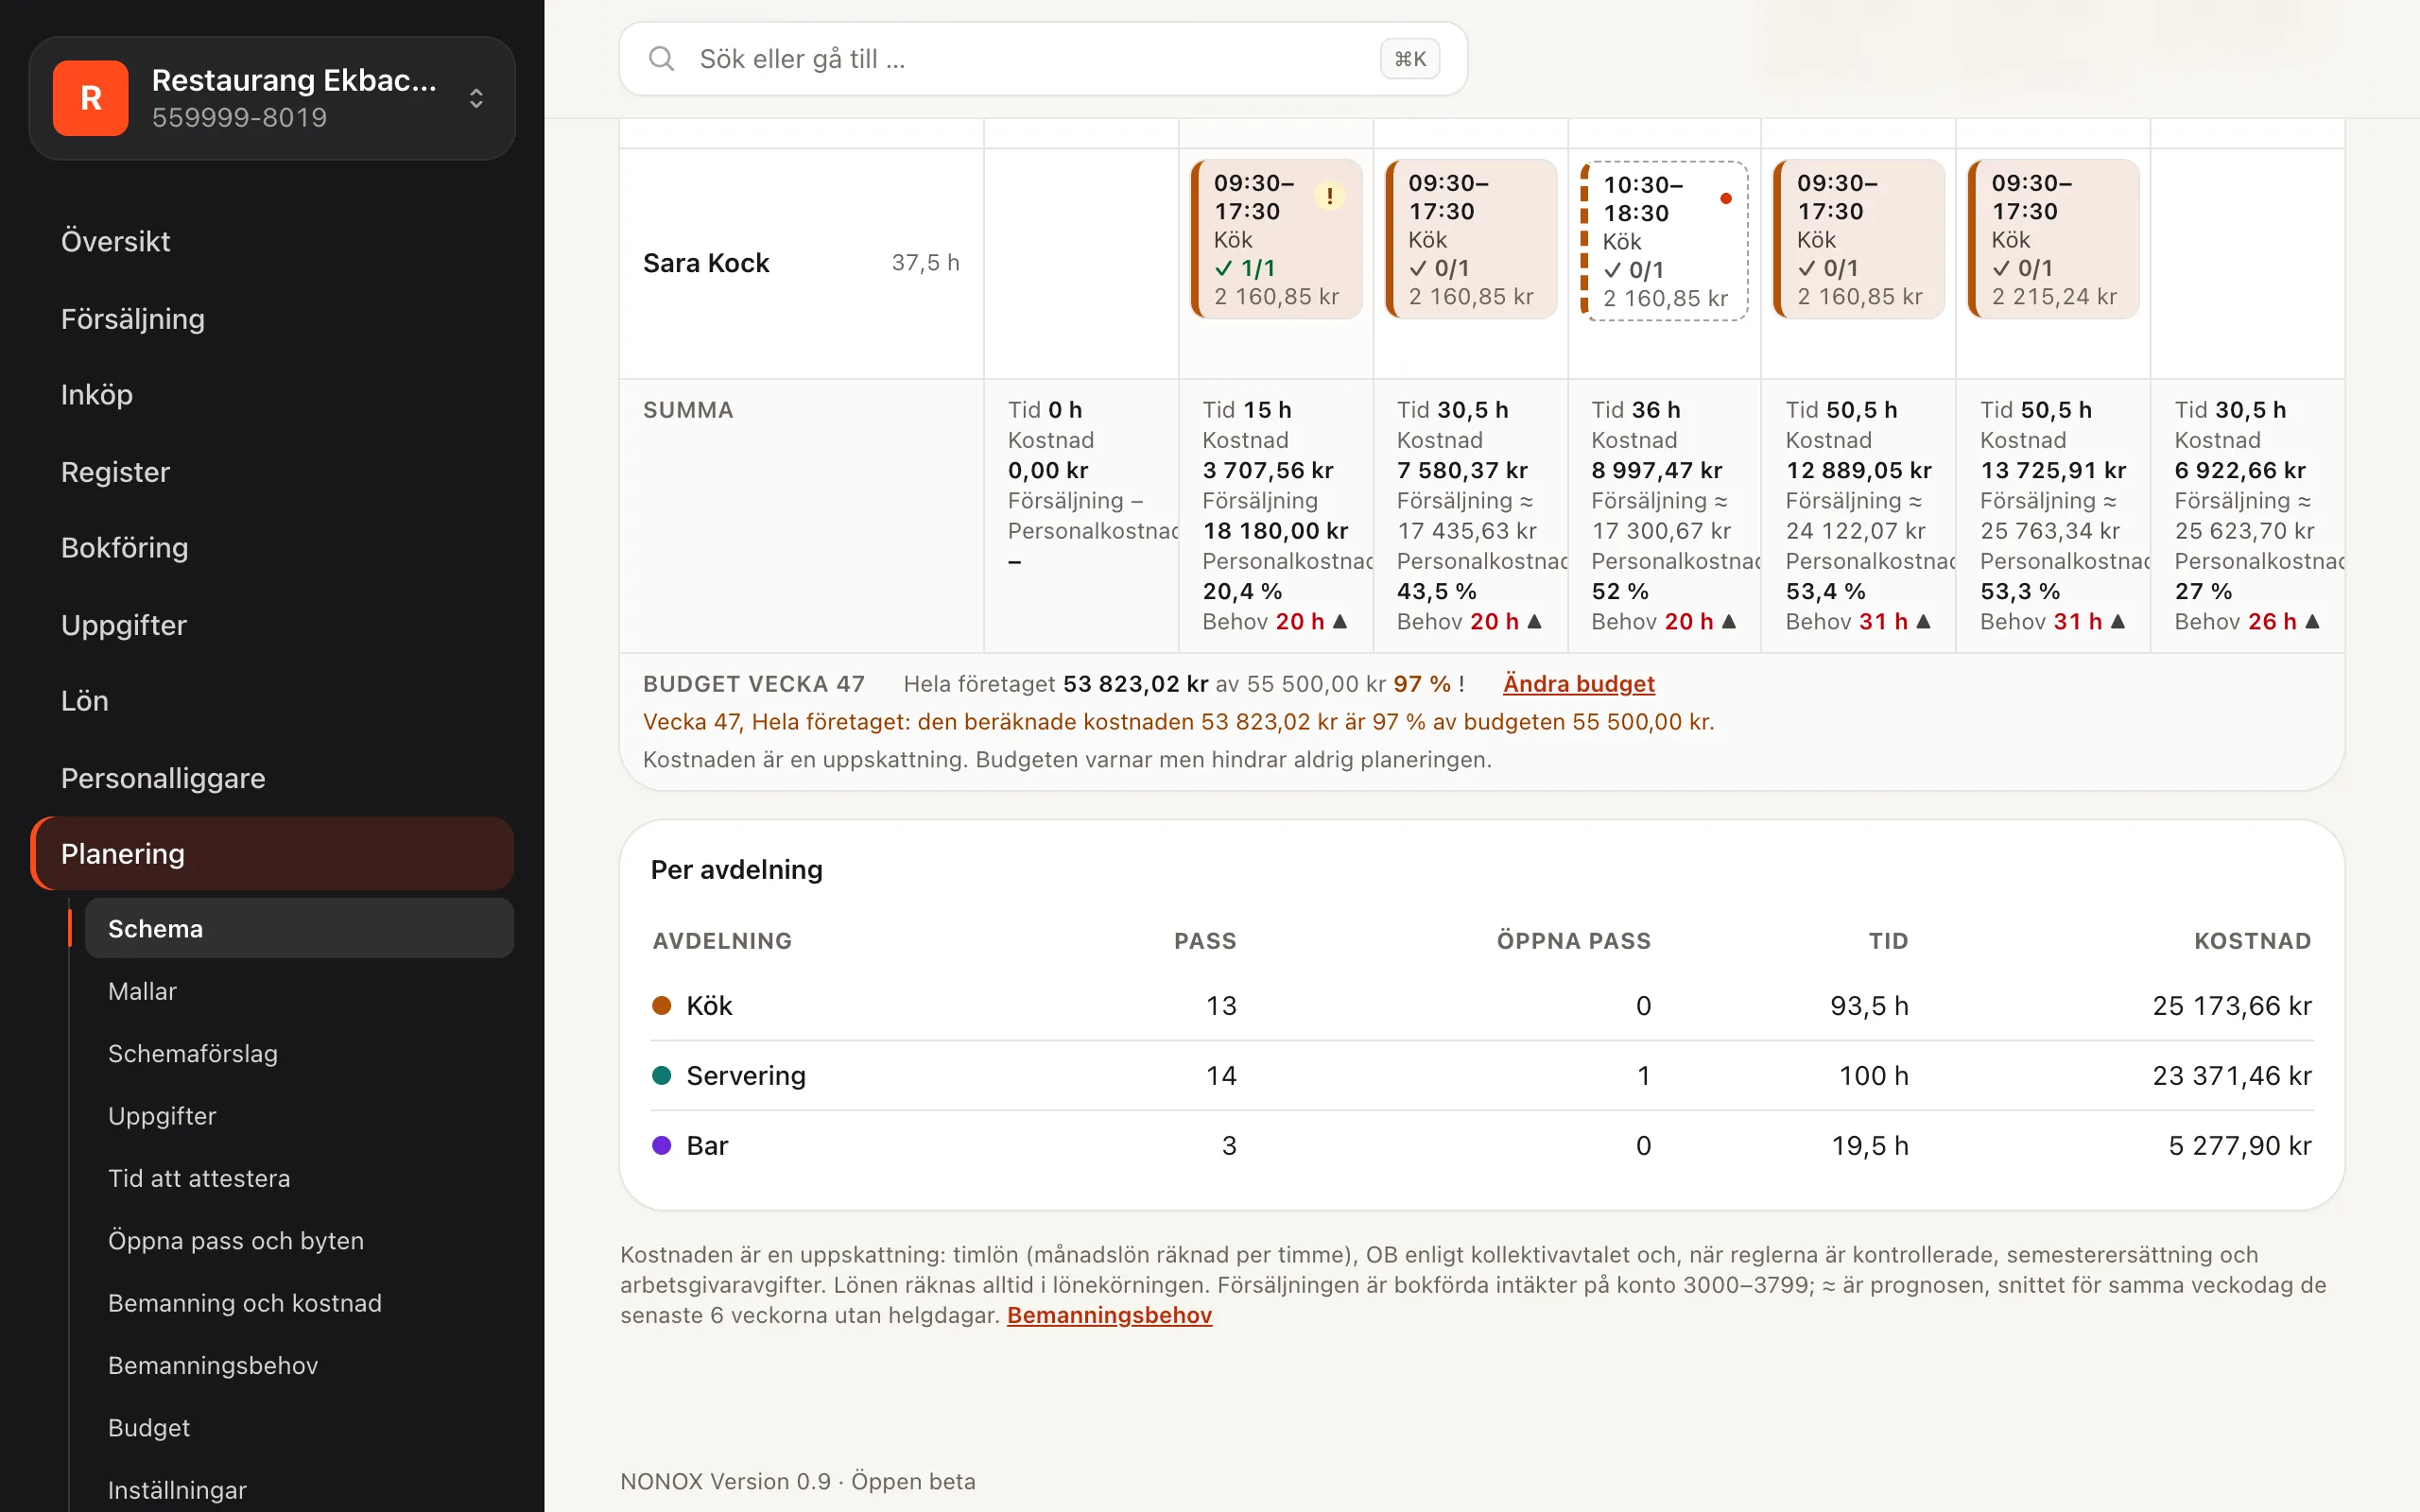 R
Restaurang Ekbac...
559999-8019
Översikt
Försäljning
Inköp
Register
Bokföring
Uppgifter
Lön
Personalliggare
Planering
Schema
Mallar
Schemaförslag
Uppgifter
Tid att attestera
Öppna pass och byten
Bemanning och kostnad
Bemanningsbehov
Budget
Inställningar
Sök eller gå till ...
⌘K
Sara Kock
37,5 h
09:30–
17:30
!
Kök
✓ 1/1
2 160,85 kr
09:30–
17:30
Kök
✓ 0/1
2 160,85 kr
10:30–
18:30
Kök
✓ 0/1
2 160,85 kr
09:30–
17:30
Kök
✓ 0/1
2 160,85 kr
09:30–
17:30
Kök
✓ 0/1
2 215,24 kr
SUMMA
Tid 0 h
Kostnad
0,00 kr
Försäljning –
Personalkostnad
–
Tid 15 h
Kostnad
3 707,56 kr
Försäljning
18 180,00 kr
Personalkostnad
20,4 %
Behov 20 h ▲
Tid 30,5 h
Kostnad
7 580,37 kr
Försäljning ≈
17 435,63 kr
Personalkostnad
43,5 %
Behov 20 h ▲
Tid 36 h
Kostnad
8 997,47 kr
Försäljning ≈
17 300,67 kr
Personalkostnad
52 %
Behov 20 h ▲
Tid 50,5 h
Kostnad
12 889,05 kr
Försäljning ≈
24 122,07 kr
Personalkostnad
53,4 %
Behov 31 h ▲
Tid 50,5 h
Kostnad
13 725,91 kr
Försäljning ≈
25 763,34 kr
Personalkostnad
53,3 %
Behov 31 h ▲
Tid 30,5 h
Kostnad
6 922,66 kr
Försäljning ≈
25 623,70 kr
Personalkostnad
27 %
Behov 26 h ▲
BUDGET VECKA 47 Hela företaget 53 823,02 kr av 55 500,00 kr 97 % ! Ändra budget
Vecka 47, Hela företaget: den beräknade kostnaden 53 823,02 kr är 97 % av budgeten 55 500,00 kr.
Kostnaden är en uppskattning. Budgeten varnar men hindrar aldrig planeringen.
Per avdelning
AVDELNING PASS ÖPPNA PASS TID KOSTNAD
Kök 13 0 93,5 h 25 173,66 kr
Servering 14 1 100 h 23 371,46 kr
Bar 3 0 19,5 h 5 277,90 kr
Kostnaden är en uppskattning: timlön (månadslön räknad per timme), OB enligt kollektivavtalet och, när reglerna är kontrollerade, semesterersättning och
arbetsgivaravgifter. Lönen räknas alltid i lönekörningen. Försäljningen är bokförda intäkter på konto 3000–3799; ≈ är prognosen, snittet för samma veckodag de
senaste 6 veckorna utan helgdagar. Bemanningsbehov
NONOX Version 0.9 · Öppen beta